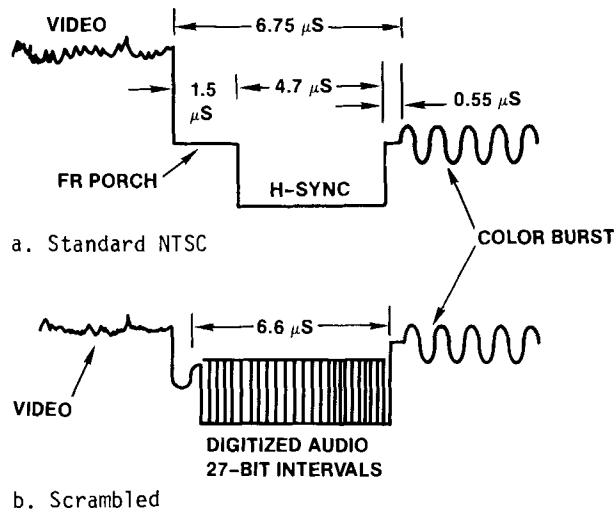 VIDEO
6.75 μS
1.5
μS
4.7 μS
0.55 μS
FR PORCH
H-SYNC
a. Standard NTSC
COLOR BURST
6.6 μS
VIDEO
DIGITIZED AUDIO
27-BIT INTERVALS
b. Scrambled